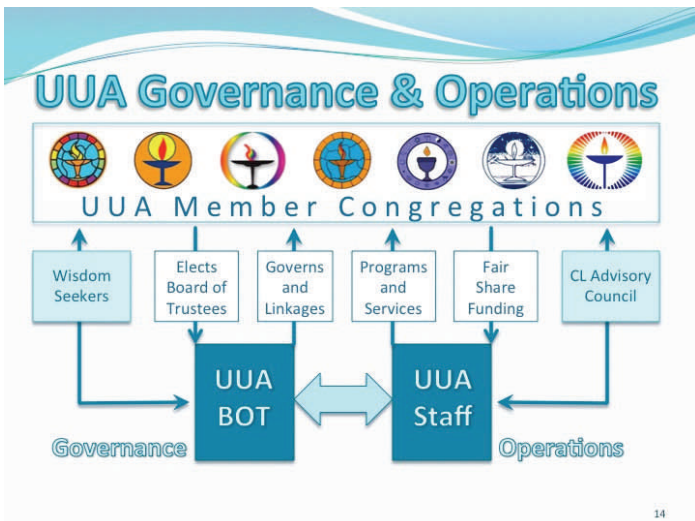 UUA Governance & Operations
UUA Member Congregations
Wisdom
Seekers
Elects
Board of
Trustees
Governs
and
Linkages
Programs
and
Services
Fair
Share
Funding
CL Advisory
Council
UUA
BOT
UUA
Staff
Governance
Operations
14